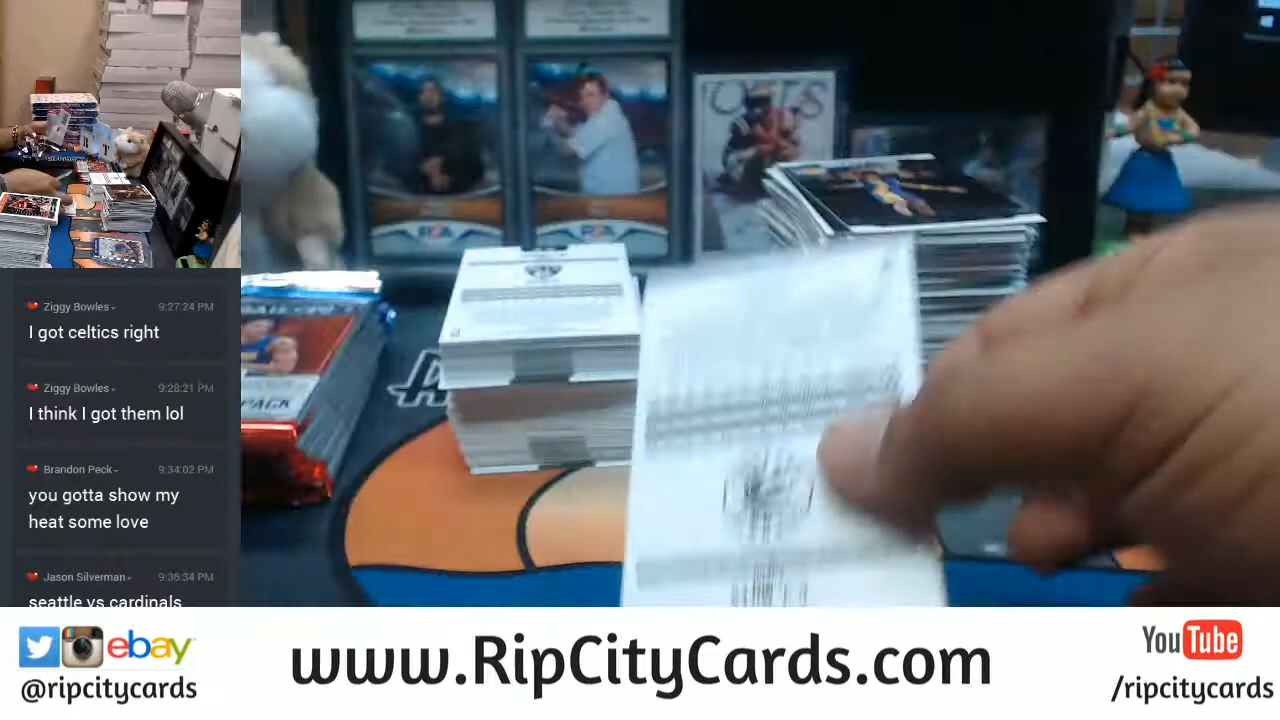 Ziggy Bowles 9:27:24 PM
I got celtics right
Ziggy Bowles 9:28:21 PM
I think I got them lol
Brandon Peck 9:34:02 PM
you gotta show my
heat some love
Jason Silverman 9:36:34 PM
seattle vs cardinals
PACK
ebay
@ripcitycards
www.RipCityCards.com
YouTube
/ripcitycards